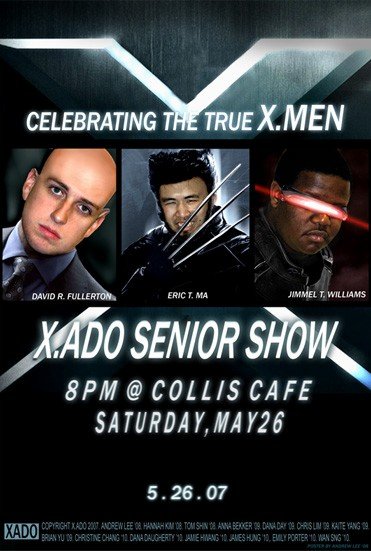 CELEBRATING THE TRUE X.MEN
DAVID R. FULLERTON
ERIC T. MA
JIMMEL T. WILLIAMS
X.ADO SENIOR SHOW
8PM @ COLLIS CAFE
SATURDAY,MAY26
5.26.07
XADO
COPYRIGHT X.ADO 2007. ANDREW LEE '08. HANNAH KIM '08. TOM SHIN '08. ANNA BEKKER '09. DANA DAY '09. CHRIS LIM '09. KAITE YANG '09.
BRIAN YU '09. CHRISTINE CHANG '10. DANA DAUGHERTY '10. JAMIE HWANG '10. JAMES HUNG '10., EMILY PORTER '10. WAN SNG '10.
POSTER BY ANDREW LEE '08